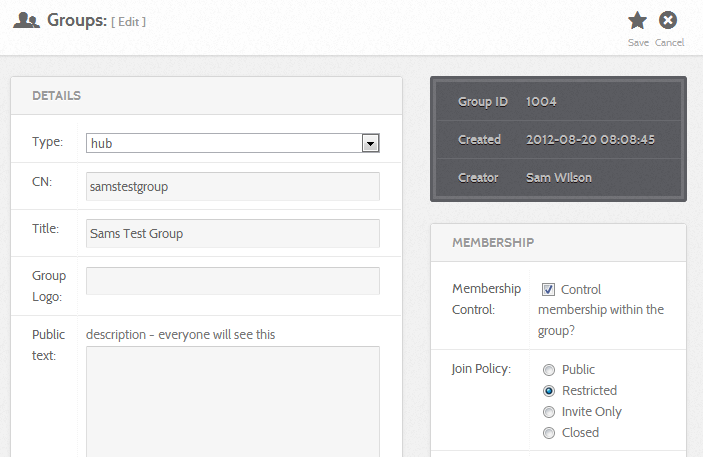 Groups: [ Edit ]
Save Cancel
DETAILS
Type: hub
CN: samstestgroup
Title: Sams Test Group
Group
Logo:
Public
text:
description - everyone will see this
Group ID 1004
Created 2012-08-20 08:08:45
Creator Sam Wilson
MEMBERSHIP
Membership
Control:
Control
membership within the
group?
Join Policy:
Public
Restricted
Invite Only
Closed